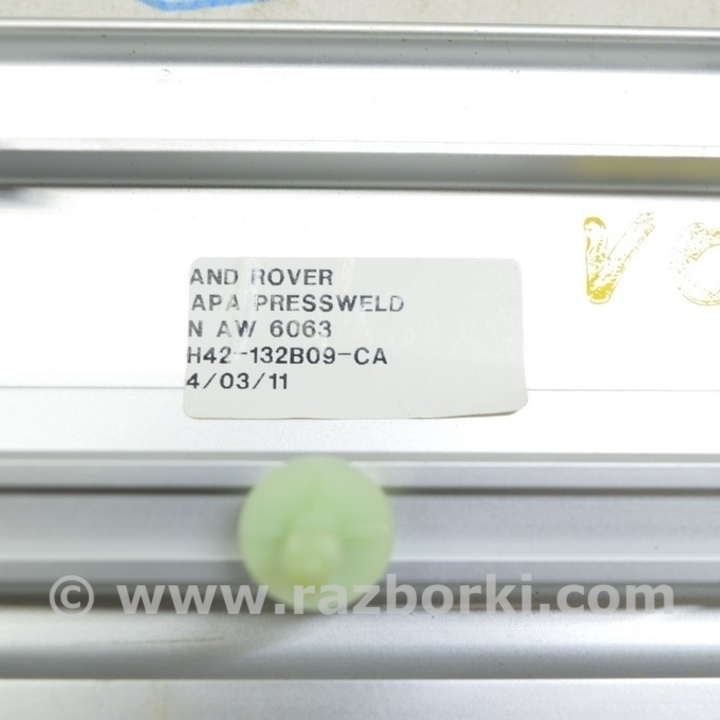 AND ROVER
APA PRESSWELD
N AW 6063
H42-132B09-CA
4/03/11
© www.razborki.com